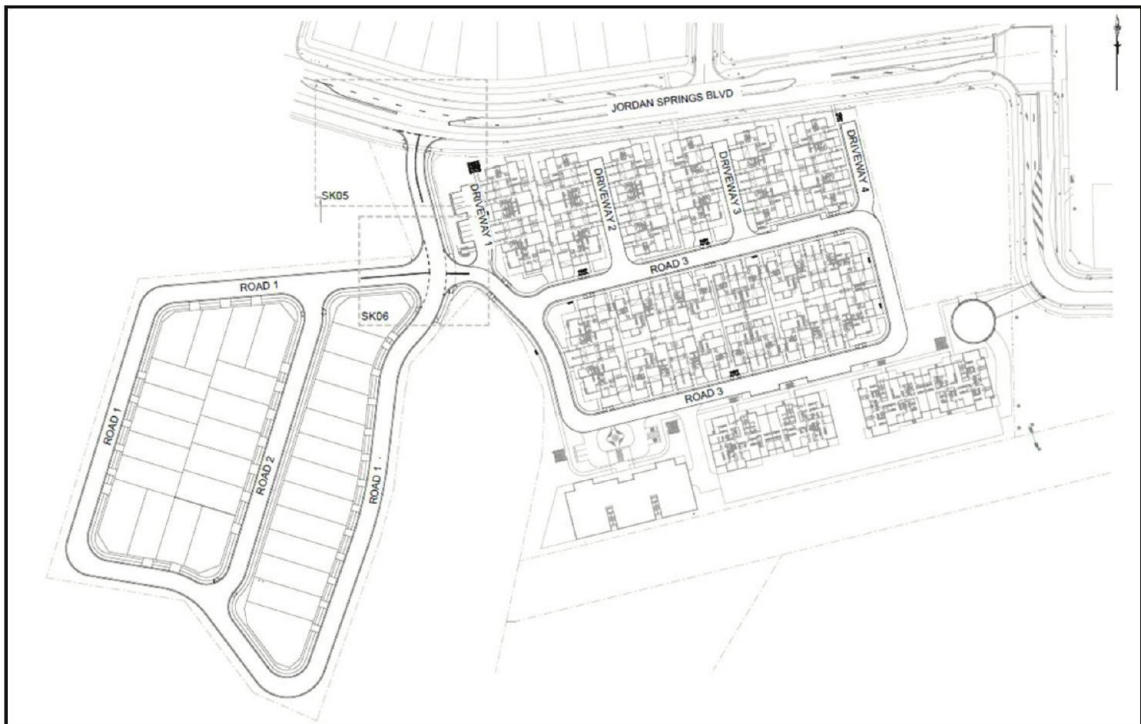 JORDAN SPRINGS BLVD
SK05
DRIVEWAY 1
DRIVEWAY 2
DRIVEWAY 3
DRIVEWAY 4
ROAD 3
ROAD 1
SK06
ROAD 3
ROAD 1
ROAD 2
ROAD 1